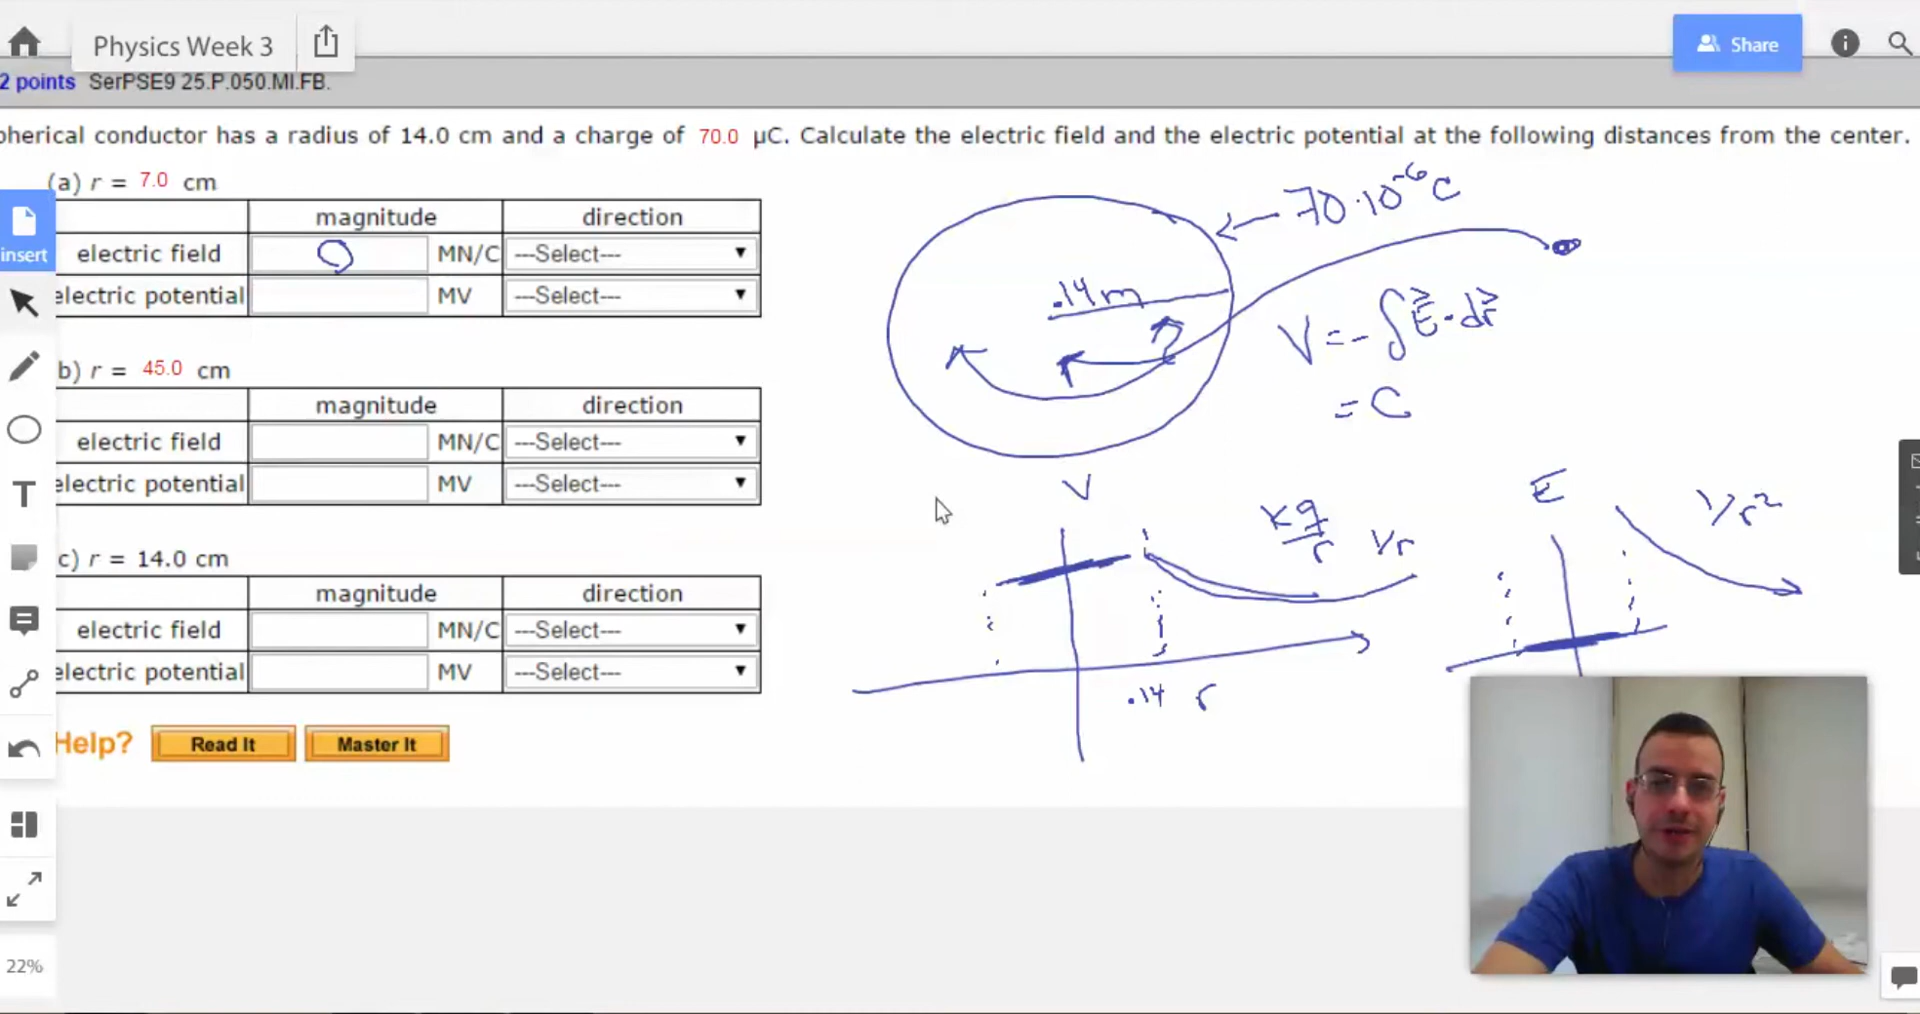 Physics Week 3
Share
2 points SerPSE9 25.P.050.MI.FB.
pherical conductor has a radius of 14.0 cm and a charge of 70.0 µC. Calculate the electric field and the electric potential at the following distances from the center.
(a) r = 7.0 cm
magnitude direction
electric field 0 MN/C ---Select---
electric potential MV ---Select---
b) r = 45.0 cm
magnitude direction
electric field MN/C ---Select---
electric potential MV ---Select---
c) r = 14.0 cm
magnitude direction
electric field MN/C ---Select---
electric potential MV ---Select---
Help? Read It Master It
insert
T
22%
70·10⁻⁶ C
.14m
V = - ∫ E⃗ · dr⃗
= C
V
kq/r 1/r
.14 r
E
1/r²